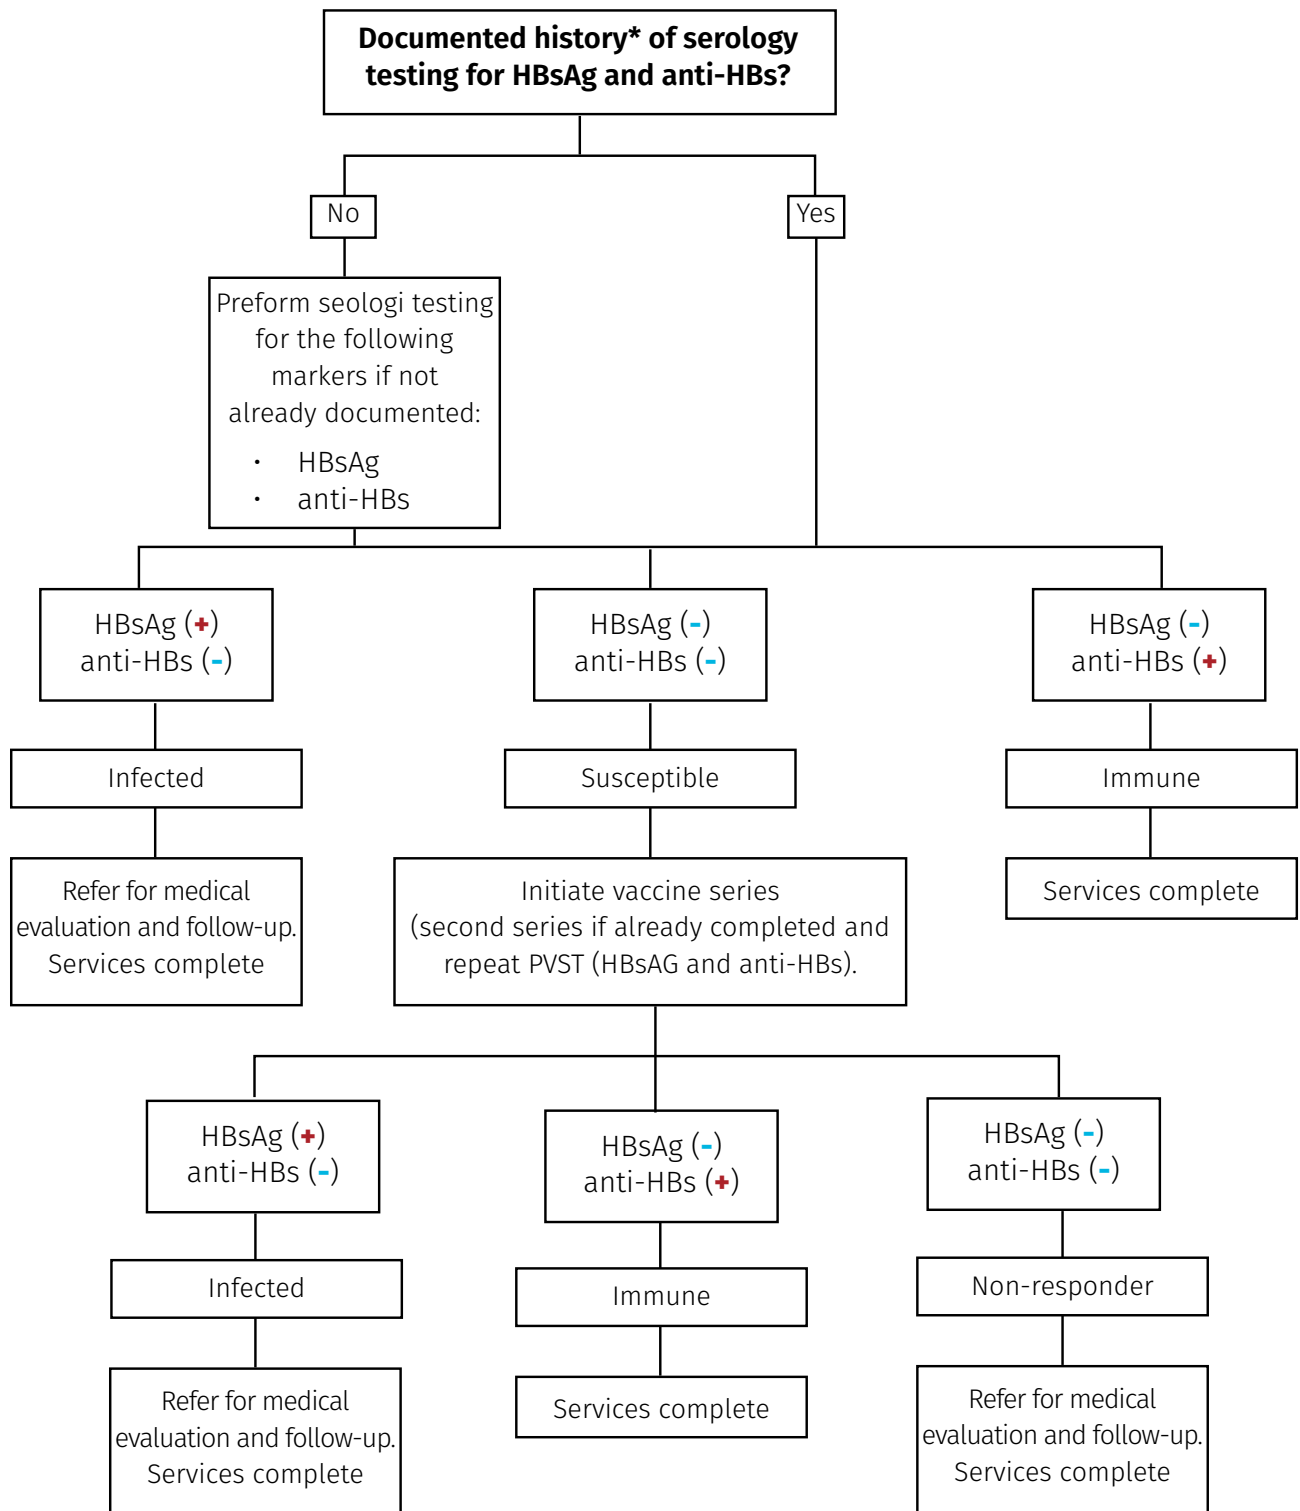 Documented history* of serology
testing for HBsAg and anti-HBs?
No
Yes
Preform seologi testing
for the following
markers if not
already documented:
· HBsAg
· anti-HBs
HBsAg (+)
anti-HBs (-)
HBsAg (-)
anti-HBs (-)
HBsAg (-)
anti-HBs (+)
Infected
Susceptible
Immune
Refer for medical
evaluation and follow-up.
Services complete
Initiate vaccine series
(second series if already completed and
repeat PVST (HBsAG and anti-HBs).
Services complete
HBsAg (+)
anti-HBs (-)
HBsAg (-)
anti-HBs (+)
HBsAg (-)
anti-HBs (-)
Infected
Immune
Non-responder
Refer for medical
evaluation and follow-up.
Services complete
Services complete
Refer for medical
evaluation and follow-up.
Services complete